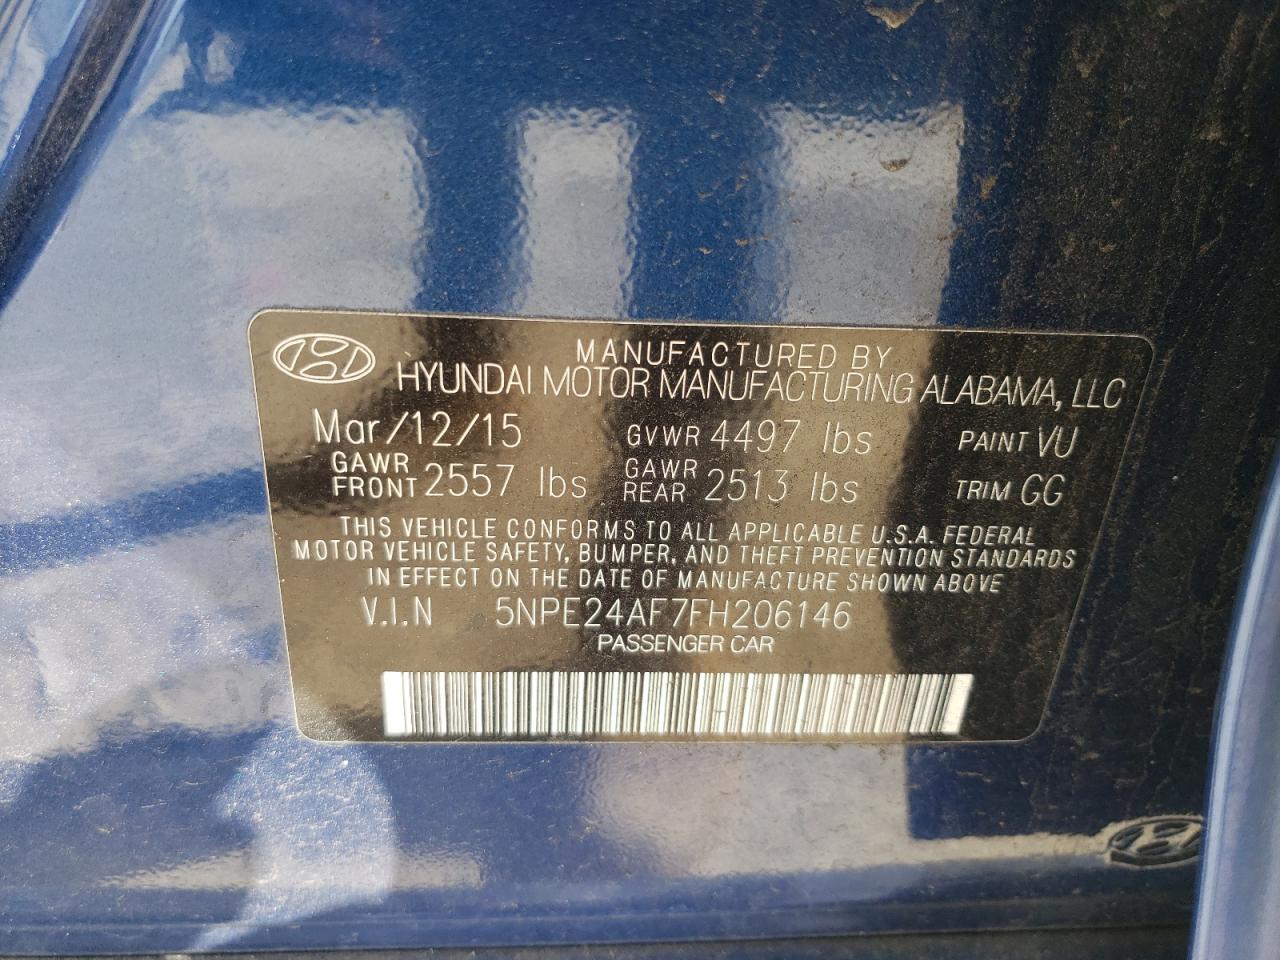 MANUFACTURED BY
HYUNDAI MOTOR MANUFACTURING ALABAMA, LLC
Mar/12/15 GVWR 4497 lbs PAINT VU
GAWR FRONT 2557 lbs GAWR REAR 2513 lbs TRIM GG
THIS VEHICLE CONFORMS TO ALL APPLICABLE U.S.A. FEDERAL
MOTOR VEHICLE SAFETY, BUMPER, AND THEFT PREVENTION STANDARDS
IN EFFECT ON THE DATE OF MANUFACTURE SHOWN ABOVE
V.I.N 5NPE24AF7FH206146
PASSENGER CAR